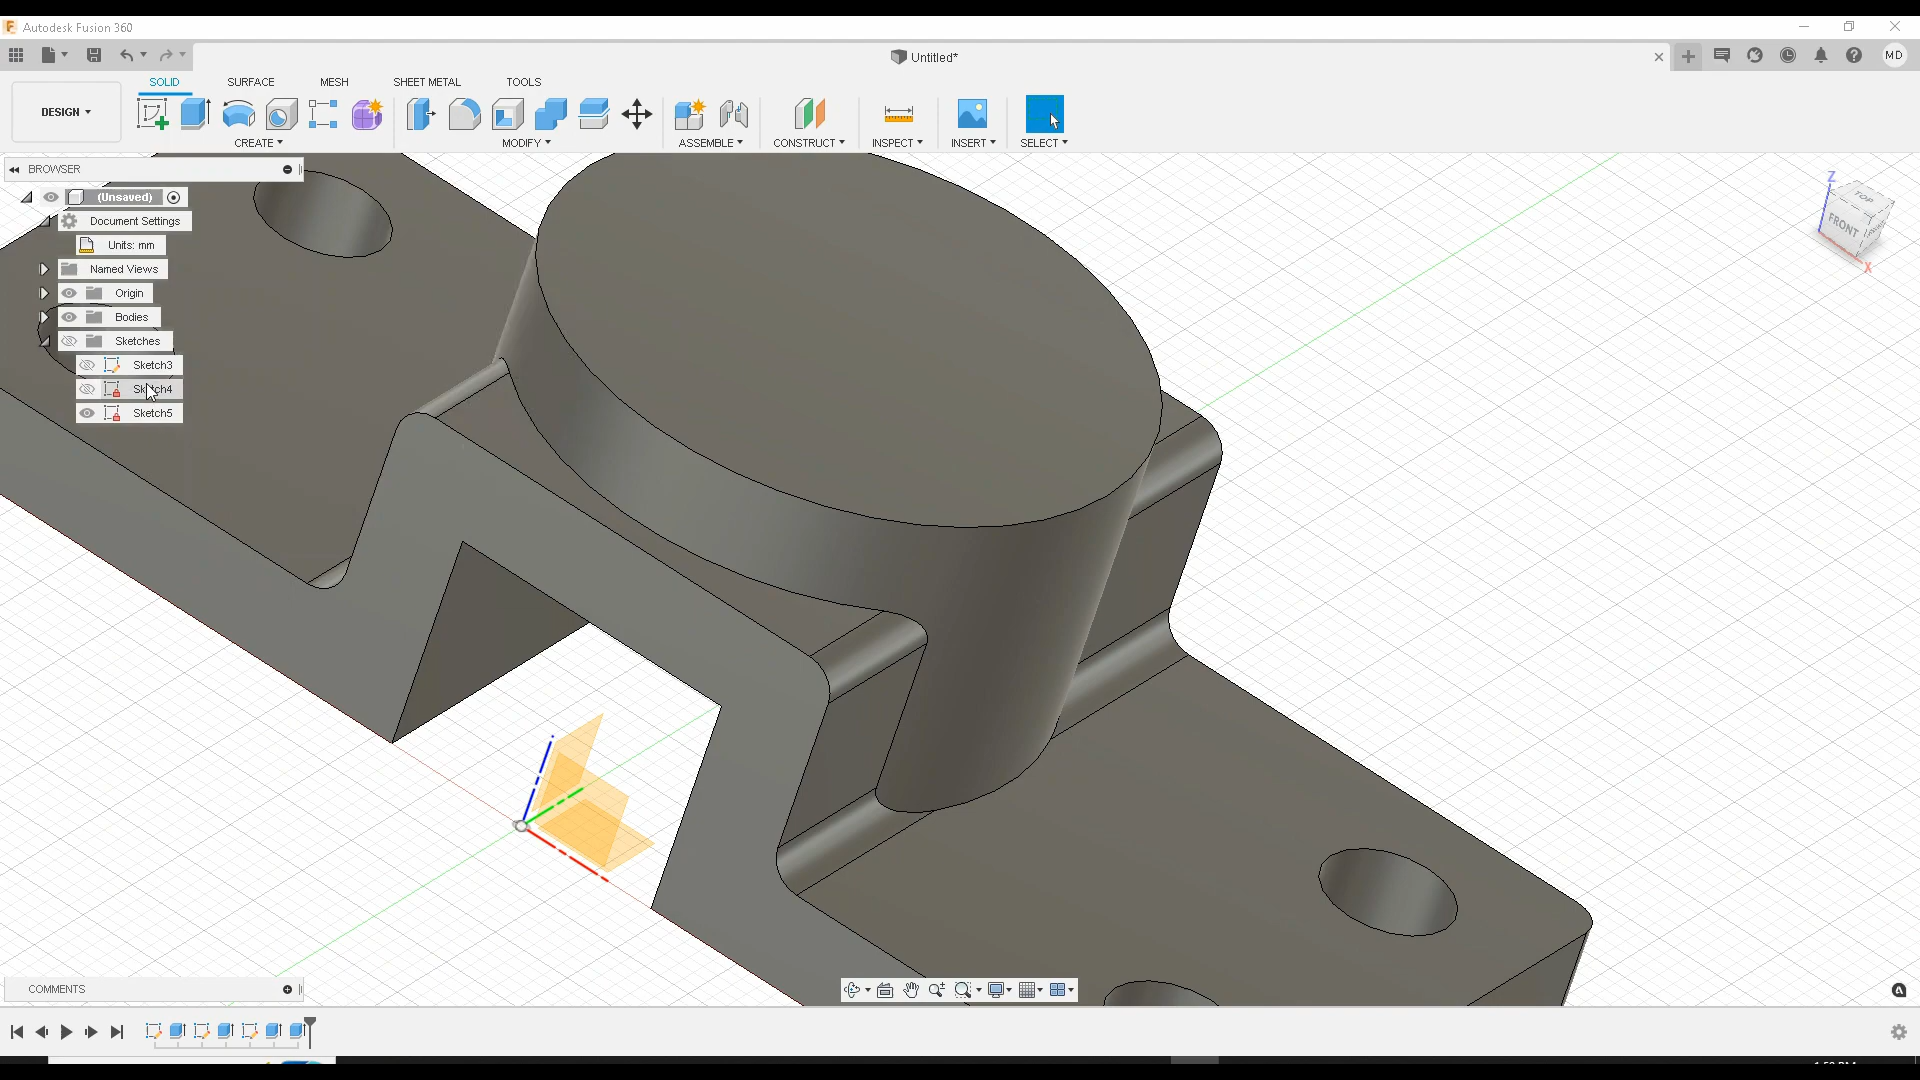 Autodesk Fusion 360
Untitled*
MD
SOLID SURFACE MESH SHEET METAL TOOLS
DESIGN
CREATE MODIFY ASSEMBLE CONSTRUCT INSPECT INSERT SELECT
BROWSER
(Unsaved)
Document Settings
Units: mm
Named Views
Origin
Bodies
Sketches
Sketch3
Sketch4
Sketch5
Z
TOP
FRONT
X
COMMENTS